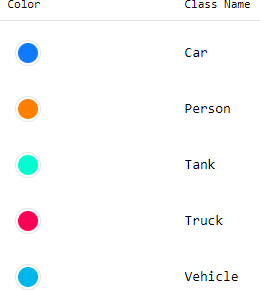 Color Class Name
Car
Person
Tank
Truck
Vehicle